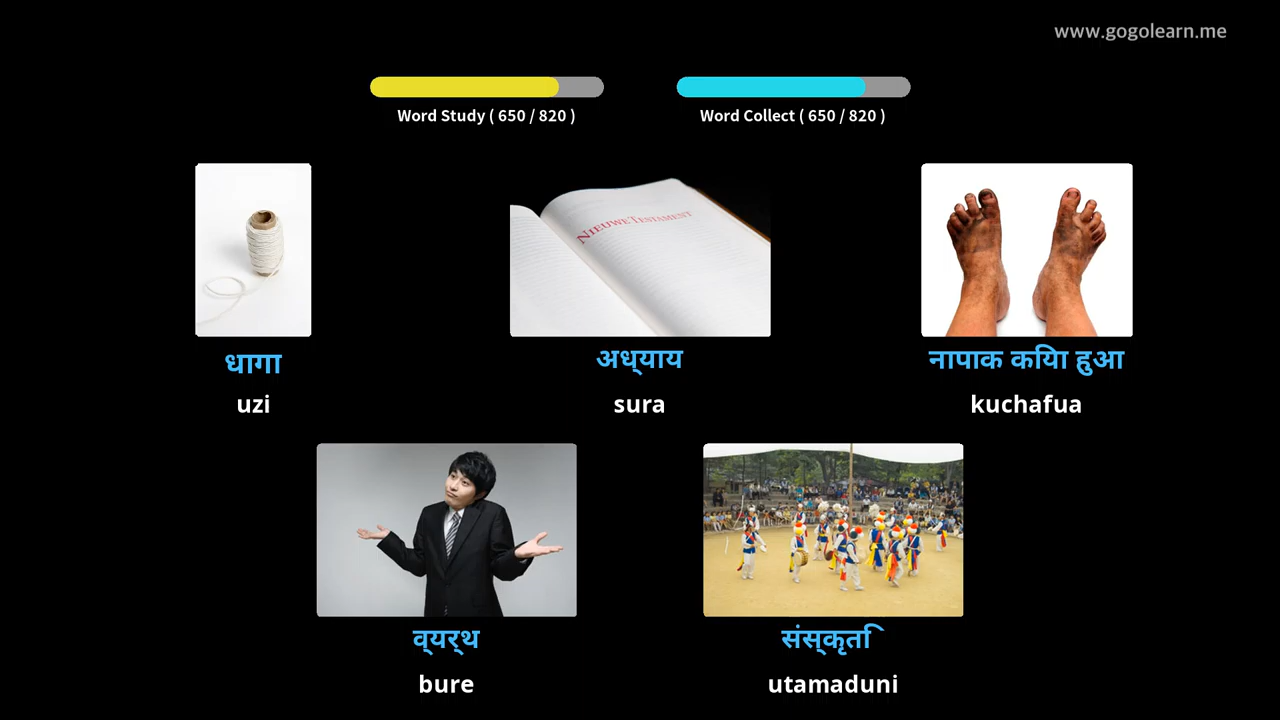 www.gogolearn.me
Word Study ( 650 / 820 )
Word Collect ( 650 / 820 )
NIEUWE TESTAMENT
धागा
uzi
अध्याय
sura
नापाक किया हुआ
kuchafua
व्यर्थ
bure
संस्कृति
utamaduni